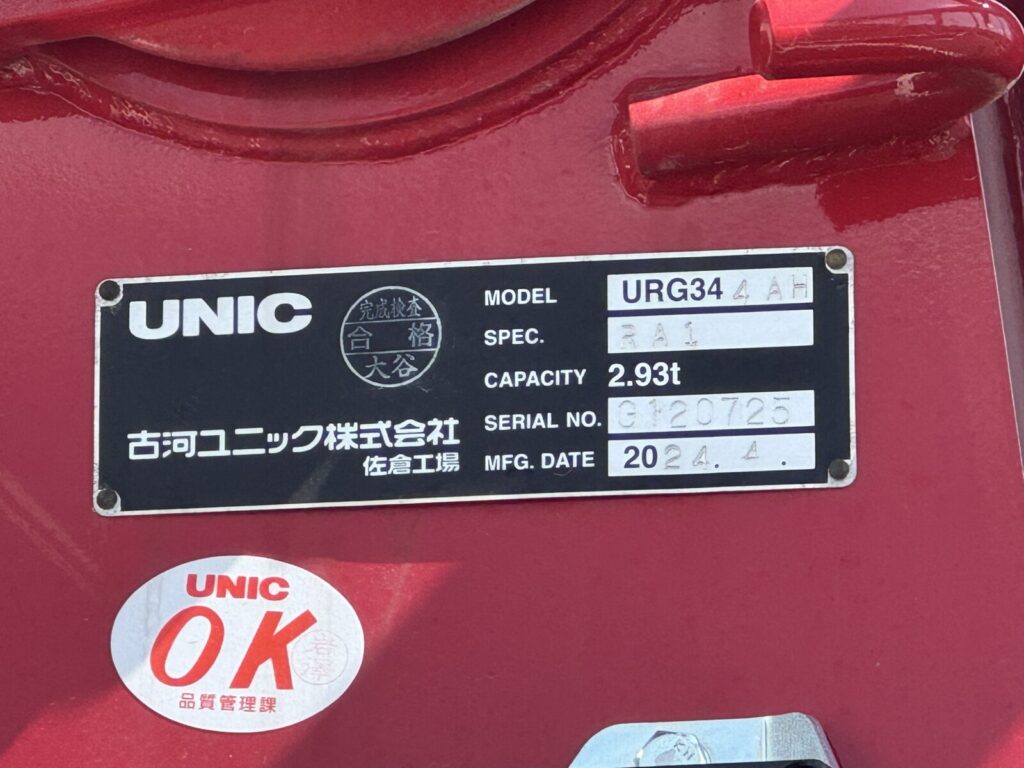 UNIC
完成検査
合格
大谷
古河ユニック株式会社
佐倉工場
MODEL URG344AH
SPEC. RA1
CAPACITY 2.93t
SERIAL NO. G120725
MFG. DATE 2024.4.
UNIC
OK
岩澤
品質管理課